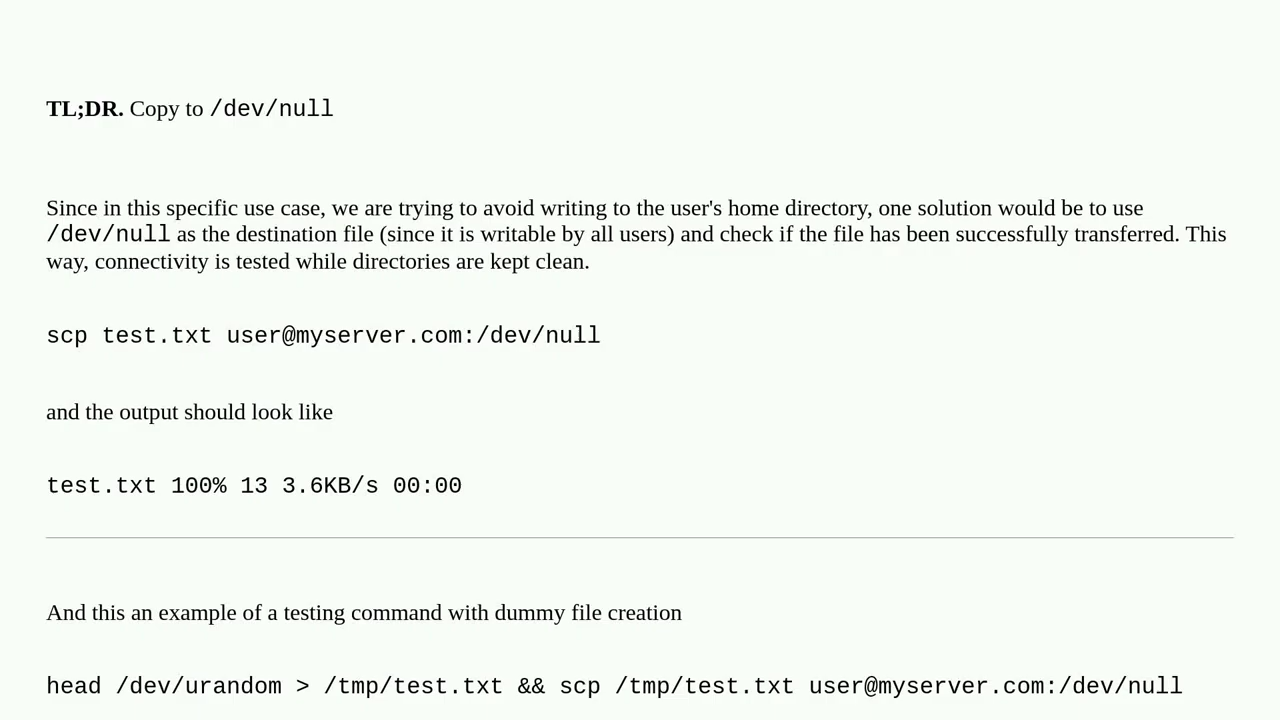 TL;DR. Copy to /dev/null
Since in this specific use case, we are trying to avoid writing to the user's home directory, one solution would be to use
/dev/null as the destination file (since it is writable by all users) and check if the file has been successfully transferred. This
way, connectivity is tested while directories are kept clean.
scp test.txt user@myserver.com:/dev/null
and the output should look like
test.txt 100% 13 3.6KB/s 00:00
And this an example of a testing command with dummy file creation
head /dev/urandom > /tmp/test.txt && scp /tmp/test.txt user@myserver.com:/dev/null